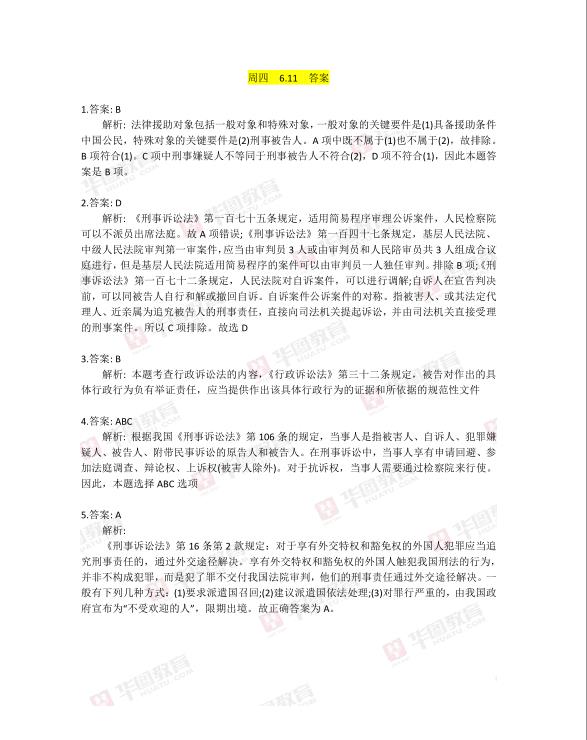 周四 6.11 答案
1.答案: B
解析: 法律援助对象包括一般对象和特殊对象，一般对象的关键要件是(1)具备援助条件
中国公民，特殊对象的关键要件是(2)刑事被告人。A 项中既不属于(1)也不属于(2)，故排除。
B 项符合(1)。C 项中刑事嫌疑人不等同于刑事被告人不符合(2)，D 项不符合(1)，因此本题答
案是 B 项。
2.答案: D
解析: 《刑事诉讼法》第一百七十五条规定，适用简易程序审理公诉案件，人民检察院
可以不派员出席法庭。故 A 项错误;《刑事诉讼法》第一百四十七条规定，基层人民法院、
中级人民法院审判第一审案件，应当由审判员 3 人或由审判员和人民陪审员共 3 人组成合议
庭进行，但是基层人民法院适用简易程序的案件可以由审判员一人独任审判。排除 B 项;《刑
事诉讼法》第一百七十二条规定，人民法院对自诉案件，可以进行调解;自诉人在宣告判决
前，可以同被告人自行和解或撤回自诉。自诉案件公诉案件的对称。指被害人、或其法定代
理人、近亲属为追究被告人的刑事责任，直接向司法机关提起诉讼，并由司法机关直接受理
的刑事案件。所以 C 项排除。故选 D
3.答案: B
解析: 本题考查行政诉讼法的内容,《行政诉讼法》第三十二条规定，被告对作出的具
体行政行为负有举证责任，应当提供作出该具体行政行为的证据和所依据的规范性文件
4.答案: ABC
解析: 根据我国《刑事诉讼法》第 106 条的规定，当事人是指被害人、自诉人、犯罪嫌
疑人、被告人、附带民事诉讼的原告人和被告人。在刑事诉讼中，当事人享有申请回避、参
加法庭调查、辩论权、上诉权(被害人除外)。对于抗诉权，当事人需要通过检察院来行使。
因此，本题选择 ABC 选项
5.答案: A
解析:
《刑事诉讼法》第 16 条第 2 款规定：对于享有外交特权和豁免权的外国人犯罪应当追
究刑事责任的，通过外交途径解决。享有外交特权和豁免权的外国人触犯我国刑法的行为，
并非不构成犯罪，而是犯了罪不交付我国法院审判，他们的刑事责任通过外交途径解决。一
般有下列几种方式：(1)要求派遣国召回;(2)建议派遣国依法处理;(3)对罪行严重的，由我国政
府宣布为“不受欢迎的人”，限期出境。故正确答案为 A。
华图教育
HUATU.COM